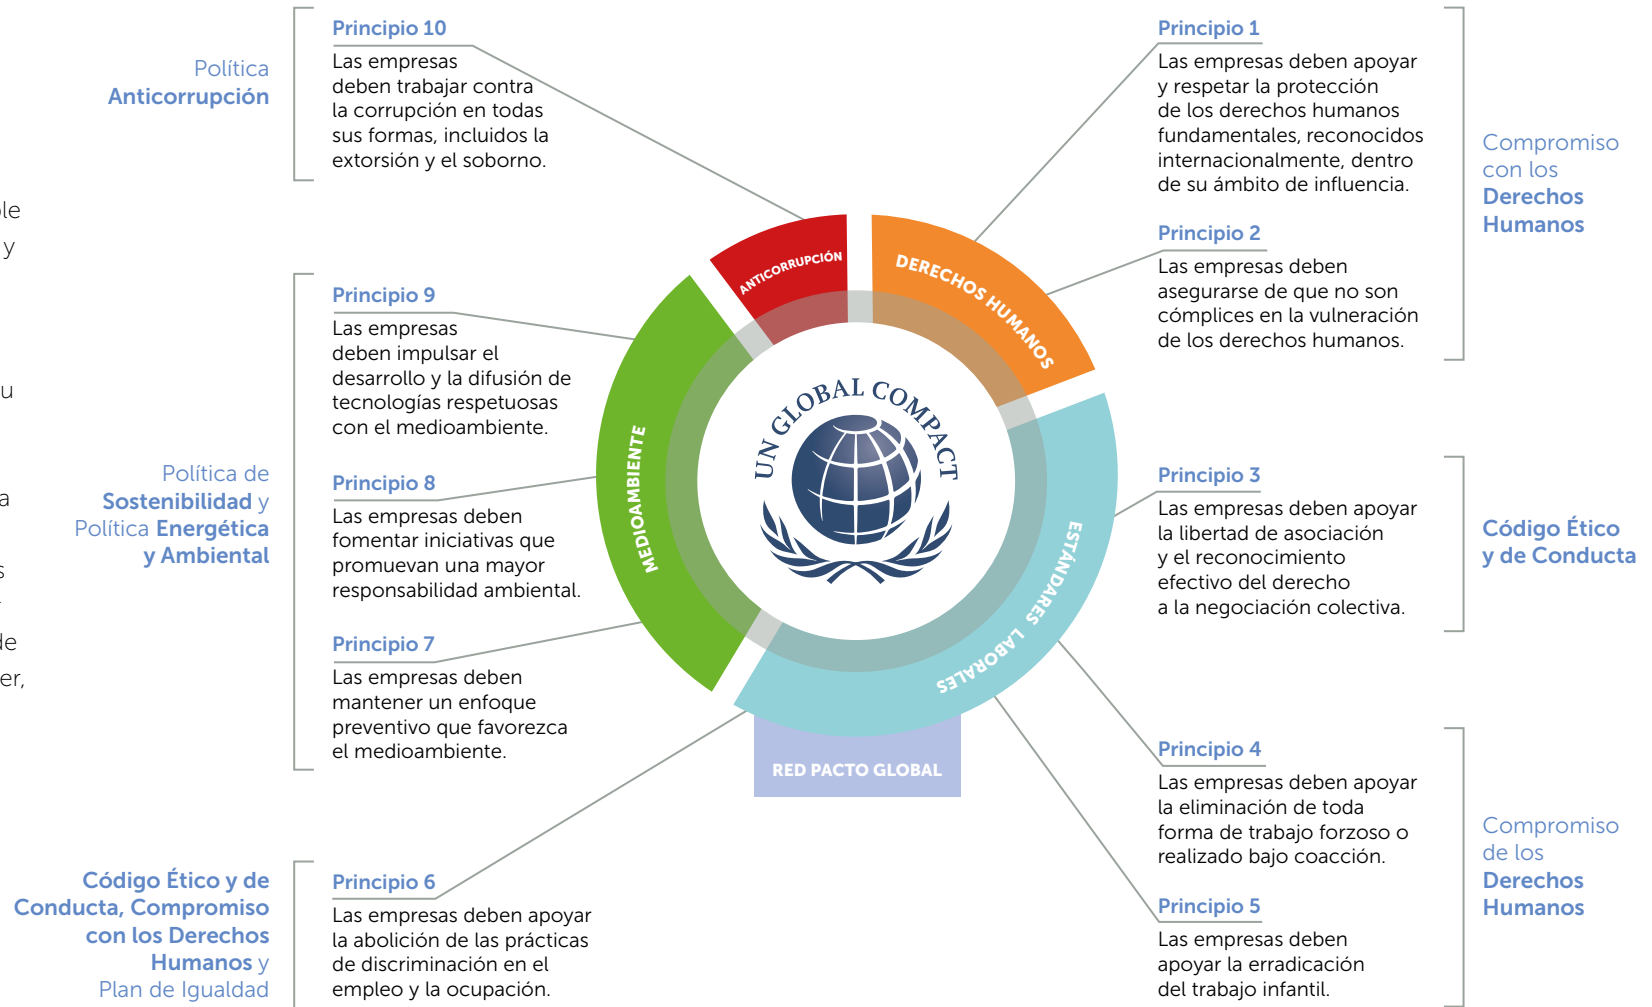 Política
Anticorrupción
Principio 10
Las empresas
deben trabajar contra
la corrupción en todas
sus formas, incluidos la
extorsión y el soborno.
Principio 1
Las empresas deben apoyar
y respetar la protección
de los derechos humanos
fundamentales, reconocidos
internacionalmente, dentro
de su ámbito de influencia.
Principio 2
Las empresas deben
asegurarse de que no son
cómplices en la vulneración
de los derechos humanos.
Compromiso
con los
Derechos
Humanos
y
Política de
Sostenibilidad y
Política Energética
y Ambiental
Principio 9
Las empresas
deben impulsar el
desarrollo y la difusión de
tecnologías respetuosas
con el medioambiente.
Principio 8
Las empresas deben
fomentar iniciativas que
promuevan una mayor
responsabilidad ambiental.
Principio 7
Las empresas deben
mantener un enfoque
preventivo que favorezca
el medioambiente.
ANTICORRUPCIÓN
DERECHOS HUMANOS
MEDIOAMBIENTE
ESTÁNDARES LABORALES
UN GLOBAL COMPACT
RED PACTO GLOBAL
Principio 3
Las empresas deben apoyar
la libertad de asociación
y el reconocimiento
efectivo del derecho
a la negociación colectiva.
Código Ético
y de Conducta
Principio 4
Las empresas deben apoyar
la eliminación de toda
forma de trabajo forzoso o
realizado bajo coacción.
Principio 5
Las empresas deben
apoyar la erradicación
del trabajo infantil.
Compromiso
de los
Derechos
Humanos
Código Ético y de
Conducta, Compromiso
con los Derechos
Humanos y
Plan de Igualdad
Principio 6
Las empresas deben apoyar
la abolición de las prácticas
de discriminación en el
empleo y la ocupación.